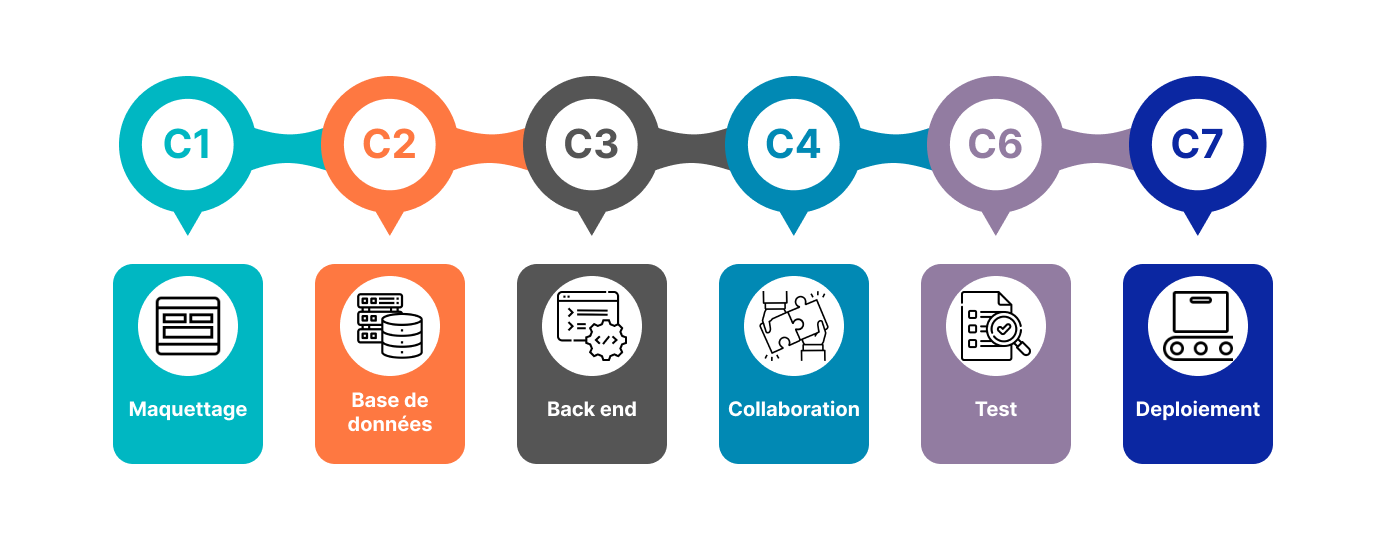 C1
C2
C3
C4
C6
C7
Maquettage
Base de
données
Back end
Collaboration
Test
Deploiement